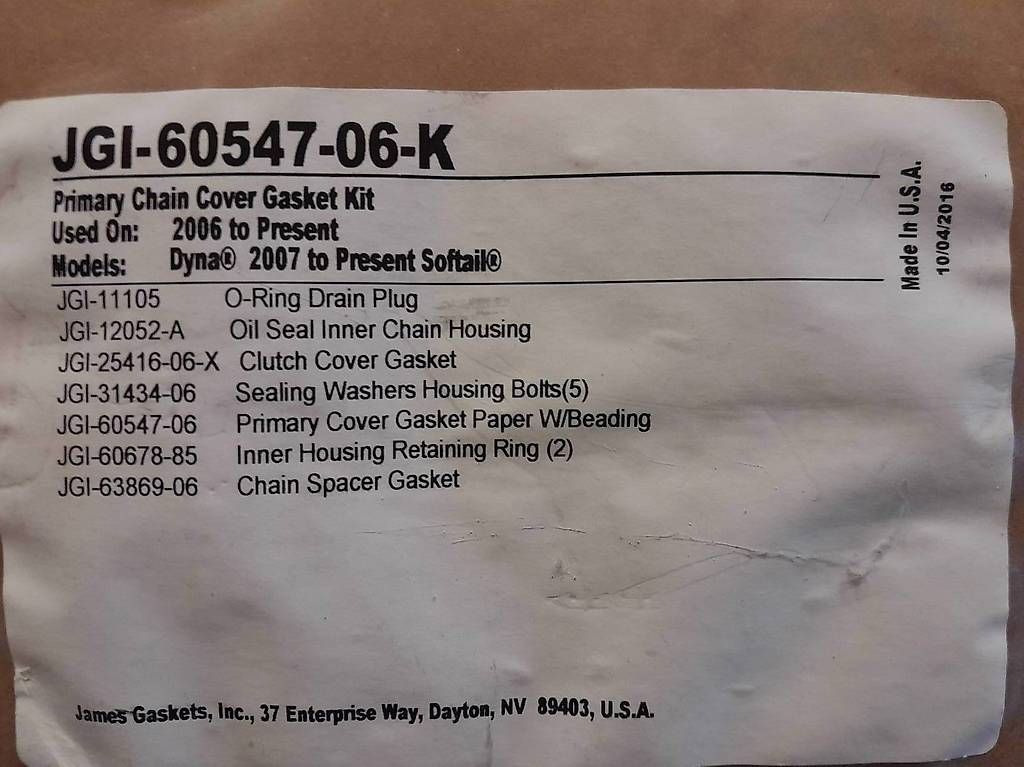 JGI-60547-06-K
Primary Chain Cover Gasket Kit
Used On: 2006 to Present
Models: Dyna® 2007 to Present Softail®
JGI-11105 O-Ring Drain Plug
JGI-12052-A Oil Seal Inner Chain Housing
JGI-25416-06-X Clutch Cover Gasket
JGI-31434-06 Sealing Washers Housing Bolts(5)
JGI-60547-06 Primary Cover Gasket Paper W/Beading
JGI-60678-85 Inner Housing Retaining Ring (2)
JGI-63869-06 Chain Spacer Gasket
James Gaskets, Inc., 37 Enterprise Way, Dayton, NV 89403, U.S.A.
Made In U.S.A.
10/04/2016